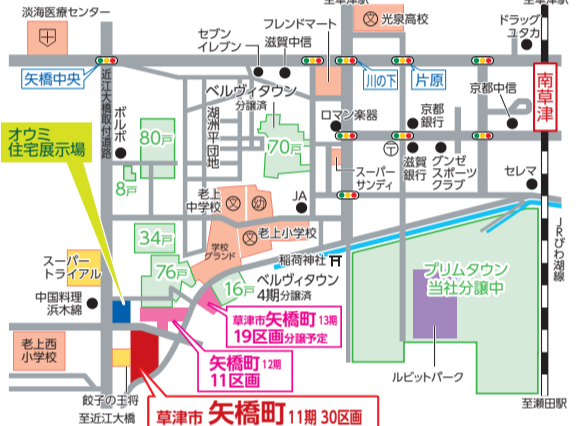 至草津駅
至草津駅
淡海医療センター
セブン
イレブン
滋賀中信
フレンドマート
光泉高校
ドラッグ
ユタカ
矢橋中央
川の下
片原
南草津
近江大橋取付道路
ボルボ
オウミ
住宅展示場
80戸
湖洲平団地
ベルヴィタウン
分譲済
70戸
ロマン楽器
京都
銀行
京都中信
滋賀
銀行
グンゼ
スポーツ
クラブ
スーパー
サンディ
セレマ
8戸
老上
中学校
JA
老上小学校
34戸
学校
グランド
稲荷神社
JRびわ湖線
スーパー
トライアル
76戸
16戸
ベルヴィタウン
4期分譲済
プリムタウン
当社分譲中
中国料理
浜木綿
草津市 矢橋町 13期
19区画分譲予定
老上西
小学校
矢橋町 12期
11区画
ルビットパーク
餃子の王将
至近江大橋
草津市 矢橋町 11期 30区画
至瀬田駅